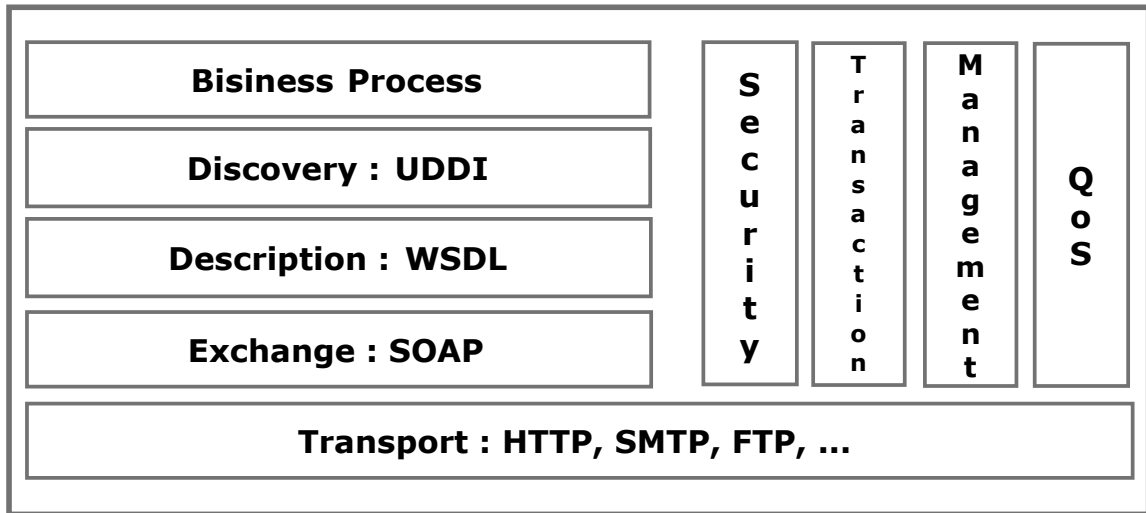 Bisiness Process
Discovery : UDDI
Description : WSDL
Exchange : SOAP
Security
Transaction
Management
QoS
Transport : HTTP, SMTP, FTP, ...